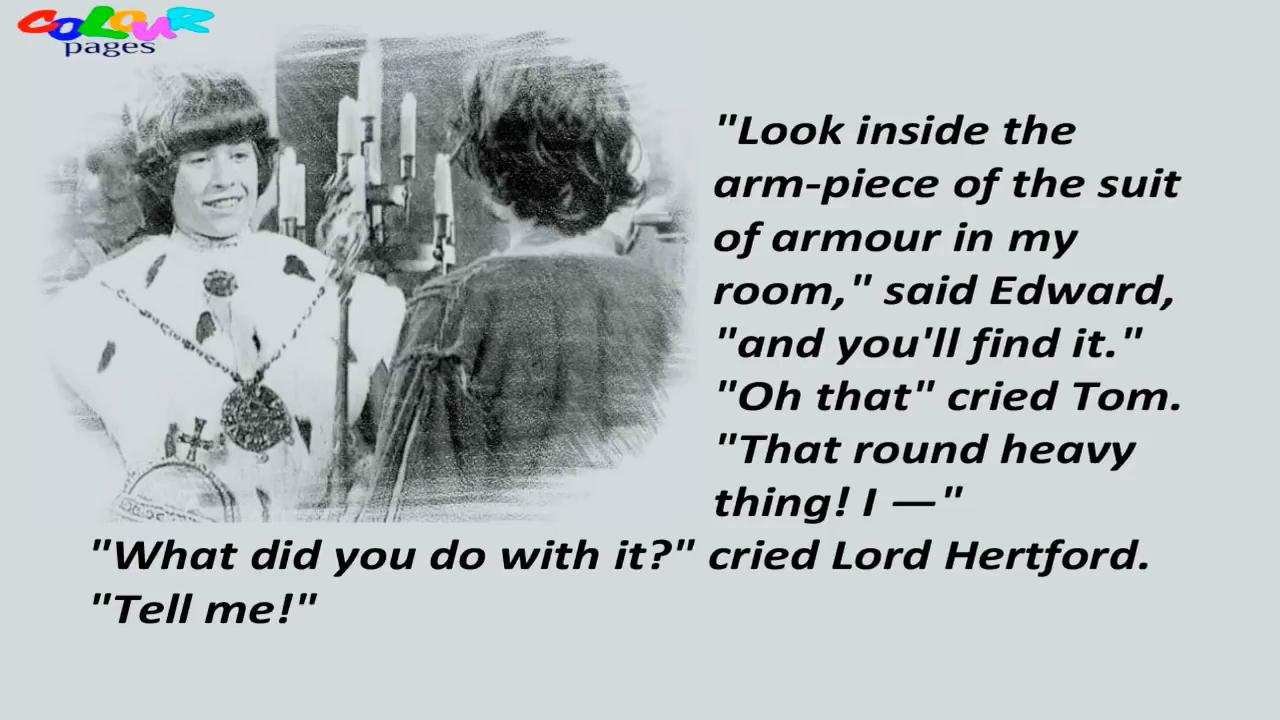 COLOUR
pages
"Look inside the
arm-piece of the suit
of armour in my
room," said Edward,
"and you'll find it."
"Oh that" cried Tom.
"That round heavy
thing! I —"
"What did you do with it?" cried Lord Hertford.
"Tell me!"